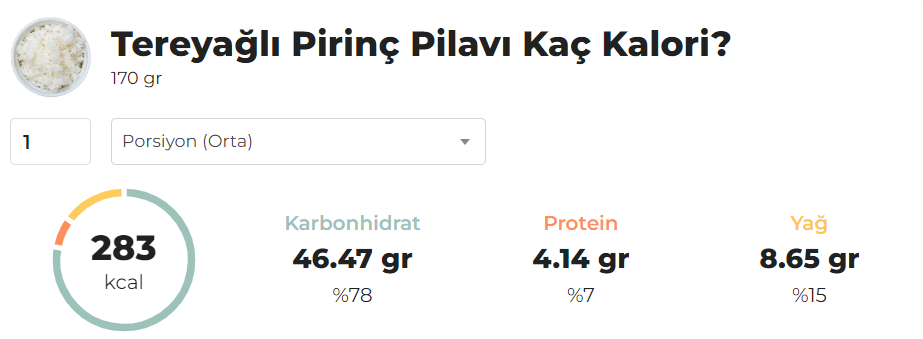 Tereyağlı Pirinç Pilavı Kaç Kalori?
170 gr
1
Porsiyon (Orta)
283
kcal
Karbonhidrat
46.47 gr
%78
Protein
4.14 gr
%7
Yağ
8.65 gr
%15